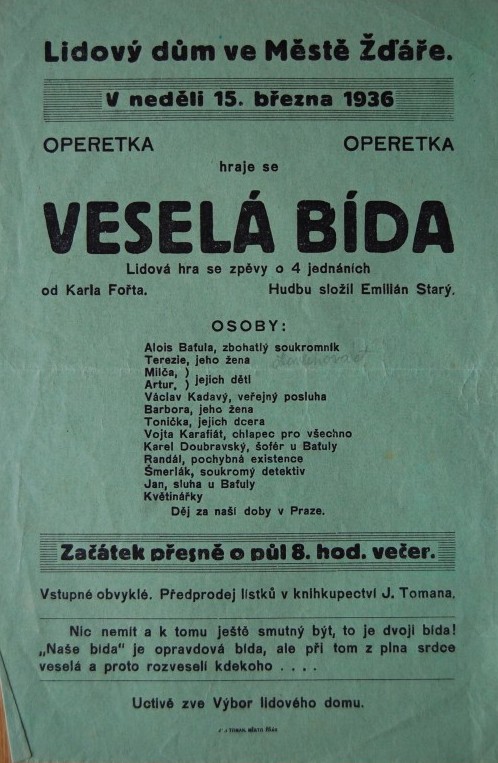 Lidový dům ve Městě Žďáře.
V neděli 15. března 1936
OPERETKA OPERETKA
hraje se
VESELÁ BÍDA
Lidová hra se zpěvy o 4 jednáních
od Karla Fořta. Hudbu složil Emilián Starý.
OSOBY:
Alois Baťula, zbohatlý soukromník
Terezie, jeho žena
Milča, )
Artur, ) jejich děti
Václav Kadavý, veřejný posluha
Barbora, jeho žena
Tonička, jejich dcera
Vojta Karafiát, chlapec pro všechno
Karel Doubravský, šofér u Baťuly
Randál, pochybná existence
Šmerlák, soukromý detektiv
Jan, sluha u Baťuly
Květinářky
Děj za naší doby v Praze.
Začátek přesně o půl 8. hod. večer.
Vstupné obvyklé. Předprodej lístků v knihkupectví J. Tomana.
Nic nemít a k tomu ještě smutný být, to je dvojí bída!
„Naše bída" je opravdová bída, ale při tom z plna srdce
veselá a proto rozveselí kdekoho . . . .
Uctivě zve Výbor lidového domu.
J. TOMAN, MĚSTO ŽĎÁR